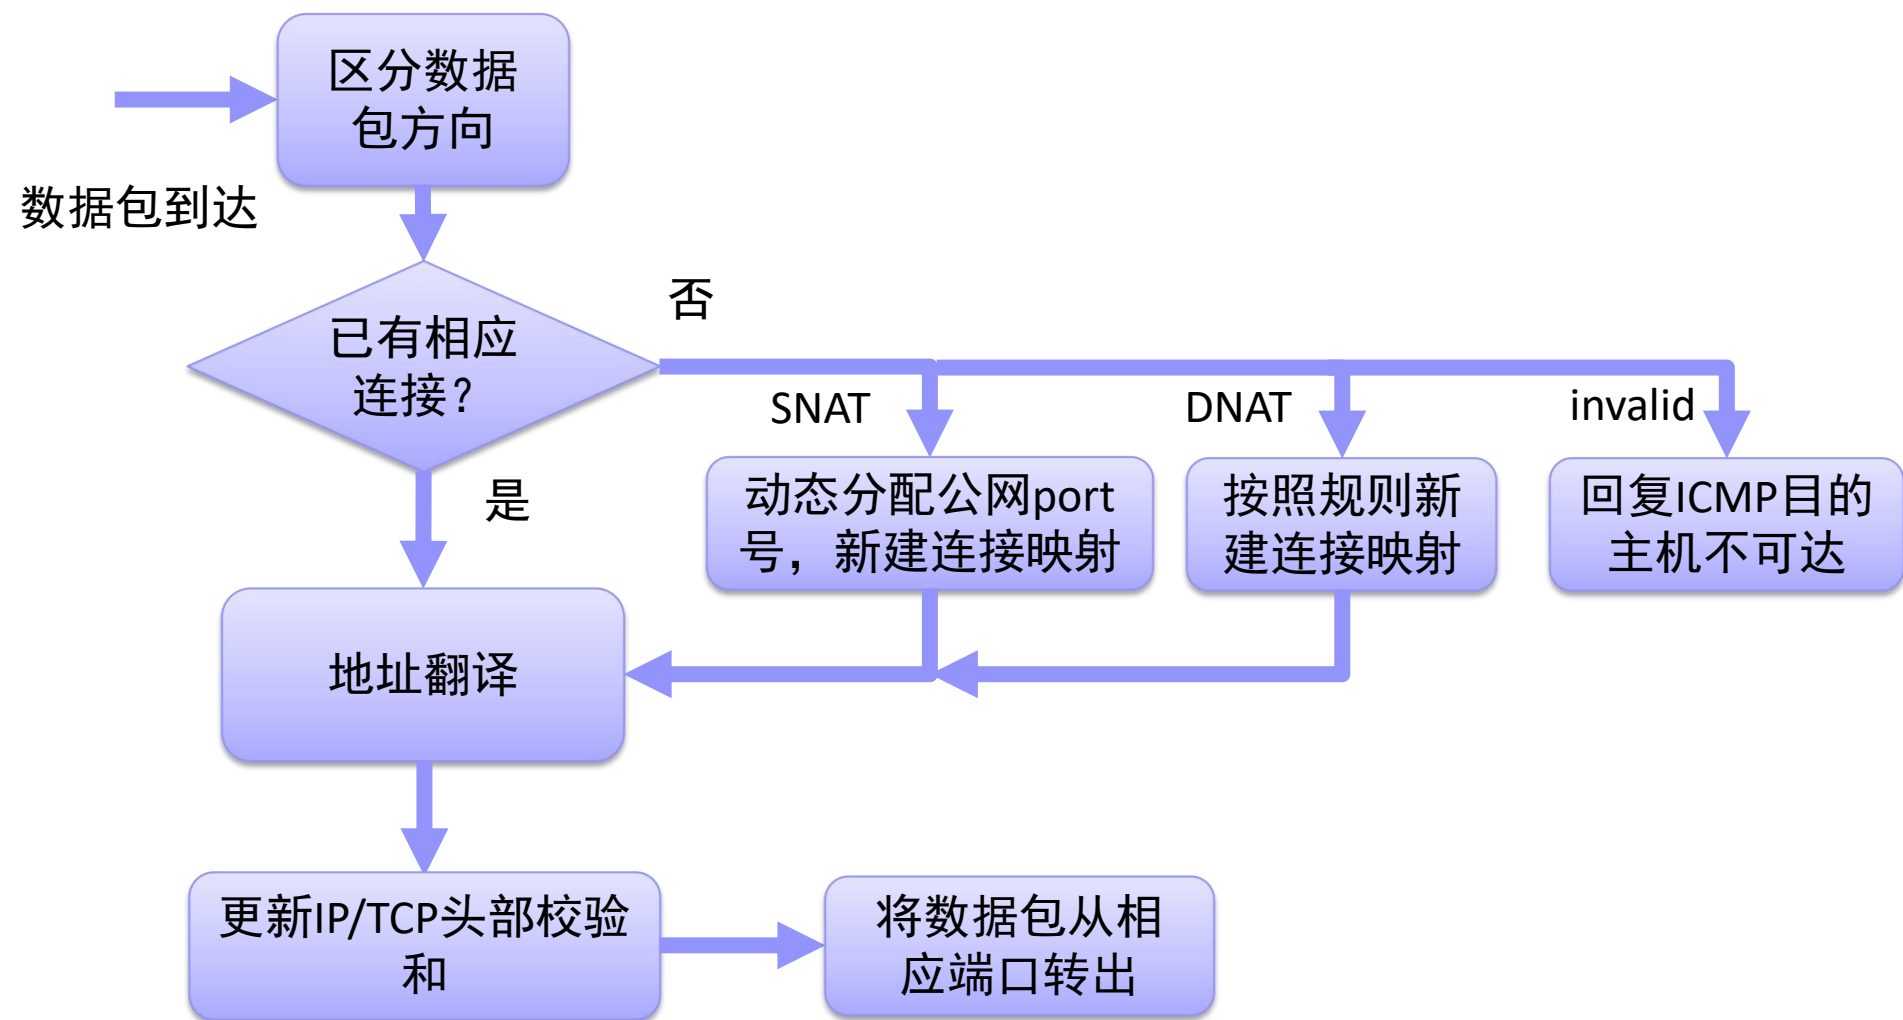 区分数据
包方向
数据包到达
已有相应
连接？
否
是
SNAT
DNAT
invalid
动态分配公网port
号，新建连接映射
按照规则新
建连接映射
回复ICMP目的
主机不可达
地址翻译
更新IP/TCP头部校验
和
将数据包从相
应端口转出